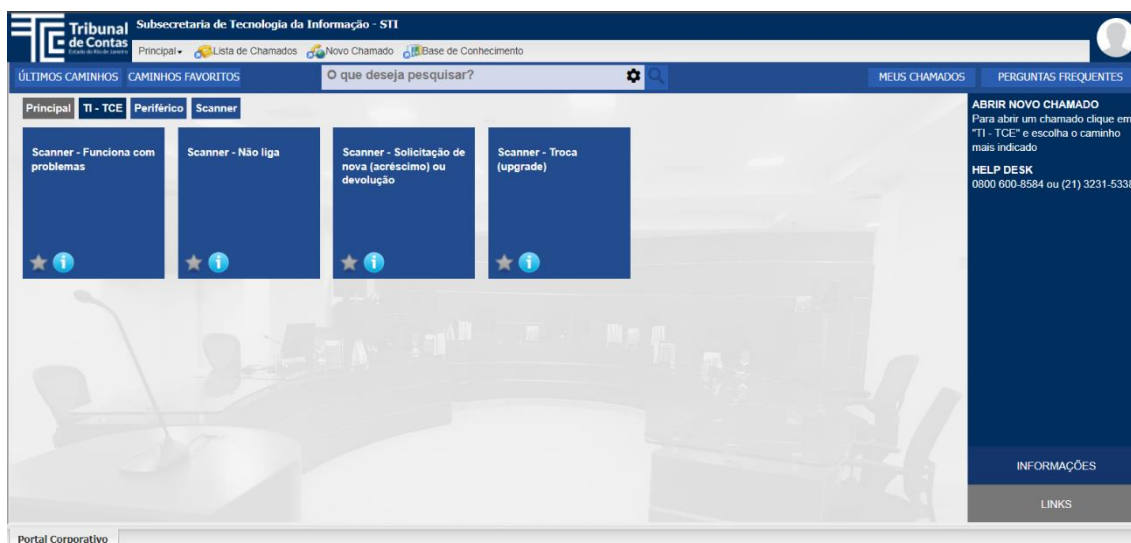 Tribunal
de Contas
Estado do Rio de Janeiro
Subsecretaria de Tecnologia da Informação - STI
Principal
Lista de Chamados
Novo Chamado
Base de Conhecimento
ÚLTIMOS CAMINHOS
CAMINHOS FAVORITOS
O que deseja pesquisar?
MEUS CHAMADOS
PERGUNTAS FREQUENTES
Principal
TI - TCE
Periférico
Scanner
Scanner - Funciona com
problemas
Scanner - Não liga
Scanner - Solicitação de
nova (acréscimo) ou
devolução
Scanner - Troca
(upgrade)
ABRIR NOVO CHAMADO
Para abrir um chamado clique em
"TI - TCE" e escolha o caminho
mais indicado
HELP DESK
0800 600-8584 ou (21) 3231-5338
INFORMAÇÕES
LINKS
Portal Corporativo